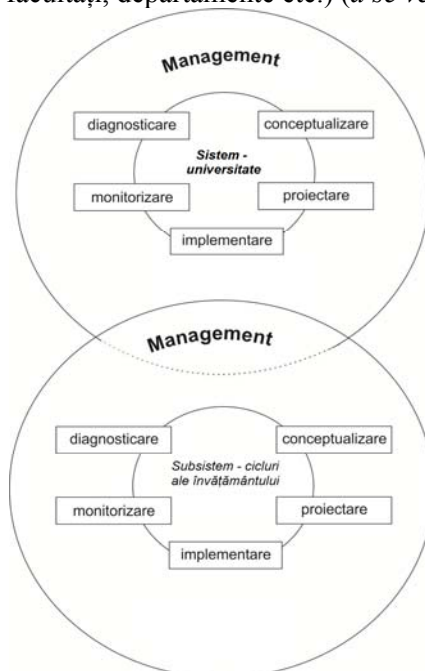 facultăți, departamente etc.) (a se
Management
diagnosticare conceptualizare
Sistem -
universitate
monitorizare proiectare
implementare
Management
diagnosticare conceptualizare
Subsistem - cicluri
ale învățământului
monitorizare proiectare
implementare